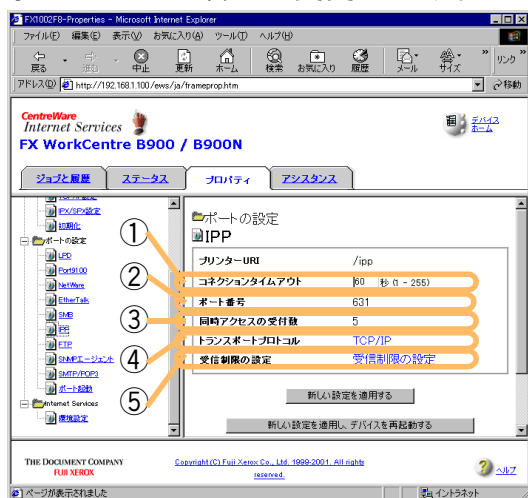 FX1002F8-Properties - Microsoft Internet Explorer
ファイル(F) 編集(E) 表示(V) お気に入り(A) ツール(T) ヘルプ(H)
戻る 進む 中止 更新 ホーム 検索 お気に入り 履歴 メール サイズ » リンク »
アドレス(D) http://192.168.1.100/ews/ja/frameprop.htm 移動
CentreWare
Internet Services
FX WorkCentre B900 / B900N
デバイス
ホーム
ジョブと履歴 ステータス プロパティ アシスタンス
IPX/SPX設定
初期化
ポートの設定
LPD
Port9100
NetWare
EtherTalk
SMB
IPP
FTP
SNMPエージェント
SMTP/POP3
ポート起動
Internet Services
環境設定
ポートの設定
IPP
プリンターURI /ipp
① コネクションタイムアウト 60 秒 (1 - 255)
② ポート番号 631
③ 同時アクセスの受付数 5
④ トランスポートプロトコル TCP/IP
⑤ 受信制限の設定 受信制限の設定
新しい設定を適用する
新しい設定を適用し、デバイスを再起動する
THE DOCUMENT COMPANY
FUJI XEROX
Copyright (C) Fuji Xerox Co., Ltd. 1999-2001. All rights
reserved.
ヘルプ
ページが表示されました イントラネット